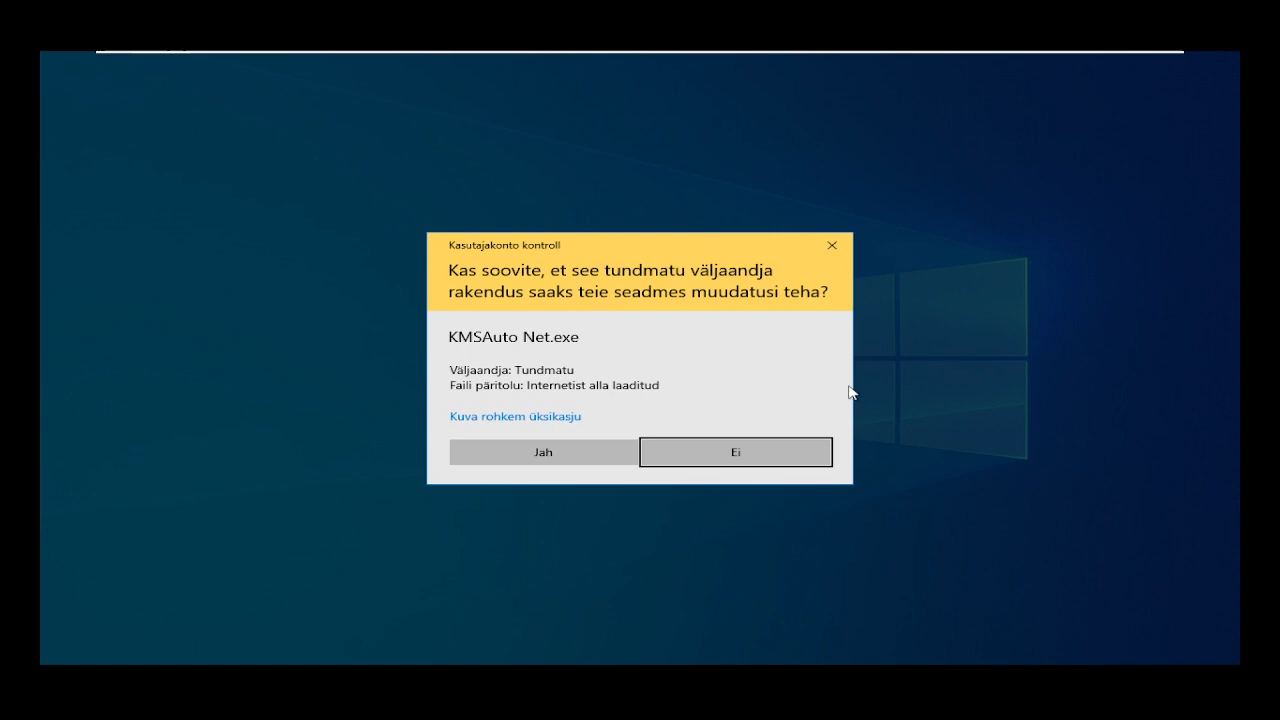 Kasutajakonto kontroll
Kas soovite, et see tundmatu väljaandja
rakendus saaks teie seadmes muudatusi teha?
KMSAuto Net.exe
Väljaandja: Tundmatu
Faili päritolu: Internetist alla laaditud
Kuva rohkem üksikasju
Jah
Ei